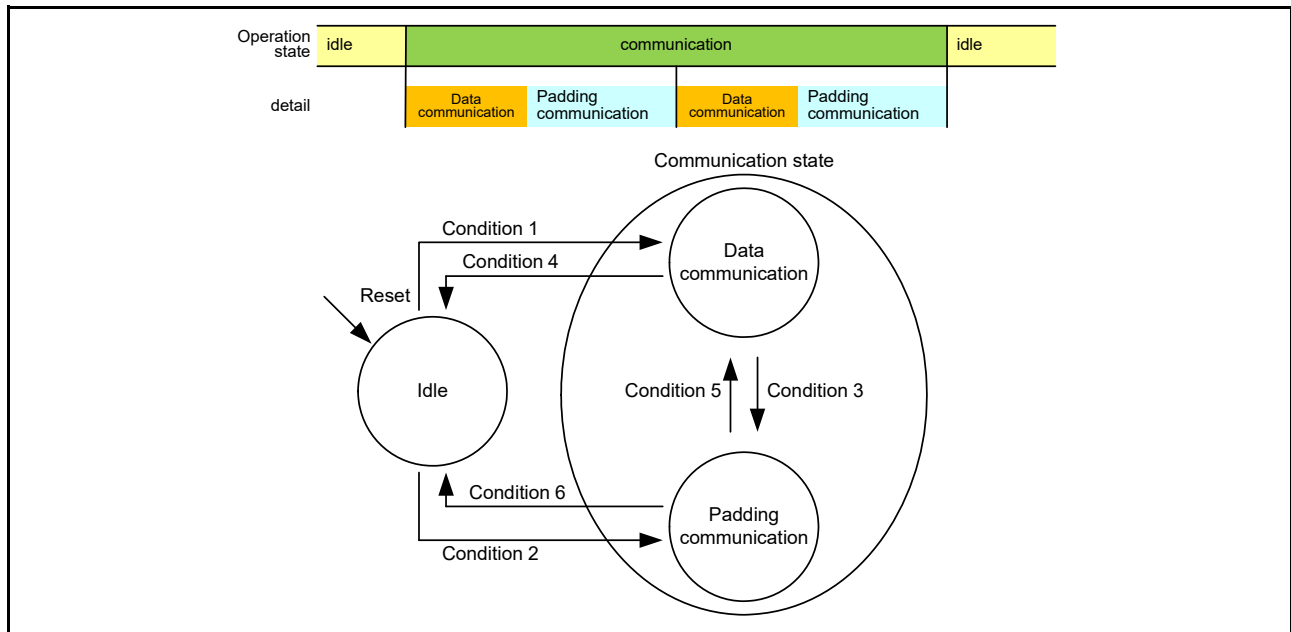 Operation
state
idle
communication
idle
detail
Data
communication
Padding
communication
Data
communication
Padding
communication
Communication state
Condition 1
Data
communication
Condition 4
Reset
Idle
Condition 5
Condition 3
Condition 6
Padding
communication
Condition 2